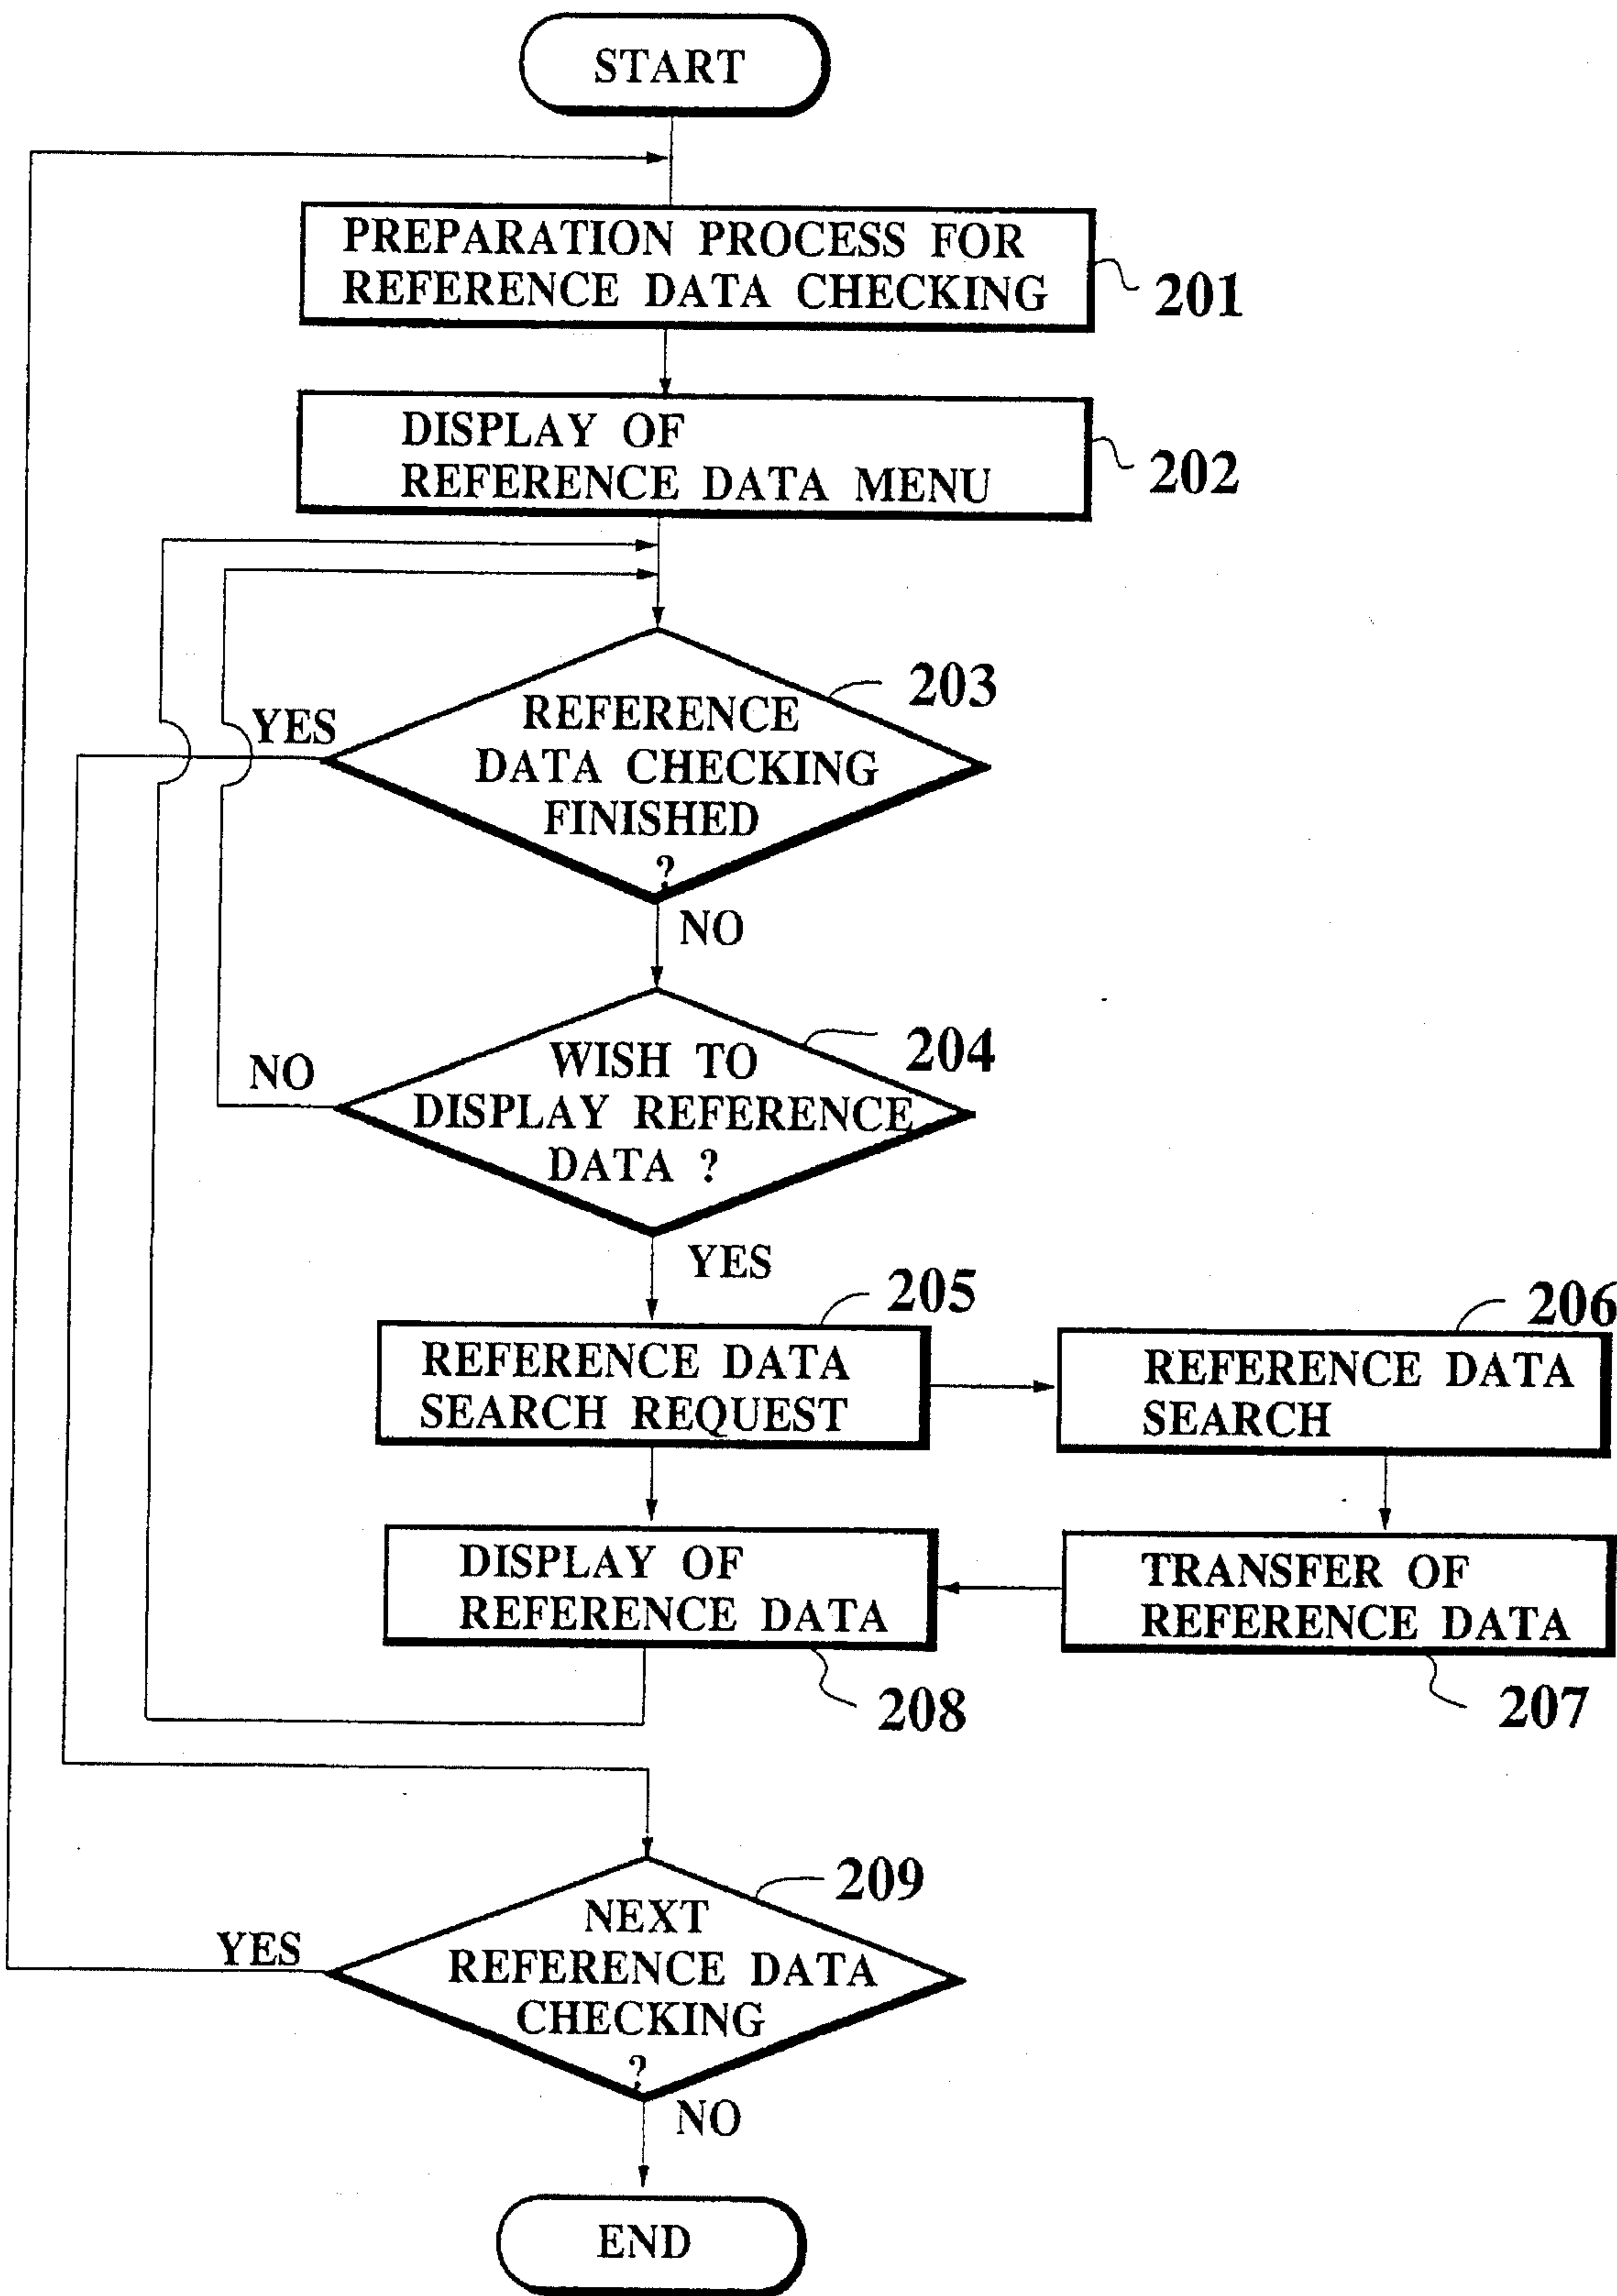 START
PREPARATION PROCESS FOR
REFERENCE DATA CHECKING
201
DISPLAY OF
REFERENCE DATA MENU
202
203
YES
REFERENCE
DATA CHECKING
FINISHED
?
NO
204
NO
WISH TO
DISPLAY REFERENCE
DATA ?
YES
205
206
REFERENCE DATA
SEARCH REQUEST
REFERENCE DATA
SEARCH
DISPLAY OF
REFERENCE DATA
TRANSFER OF
REFERENCE DATA
208
207
209
YES
NEXT
REFERENCE DATA
CHECKING
?
NO
END